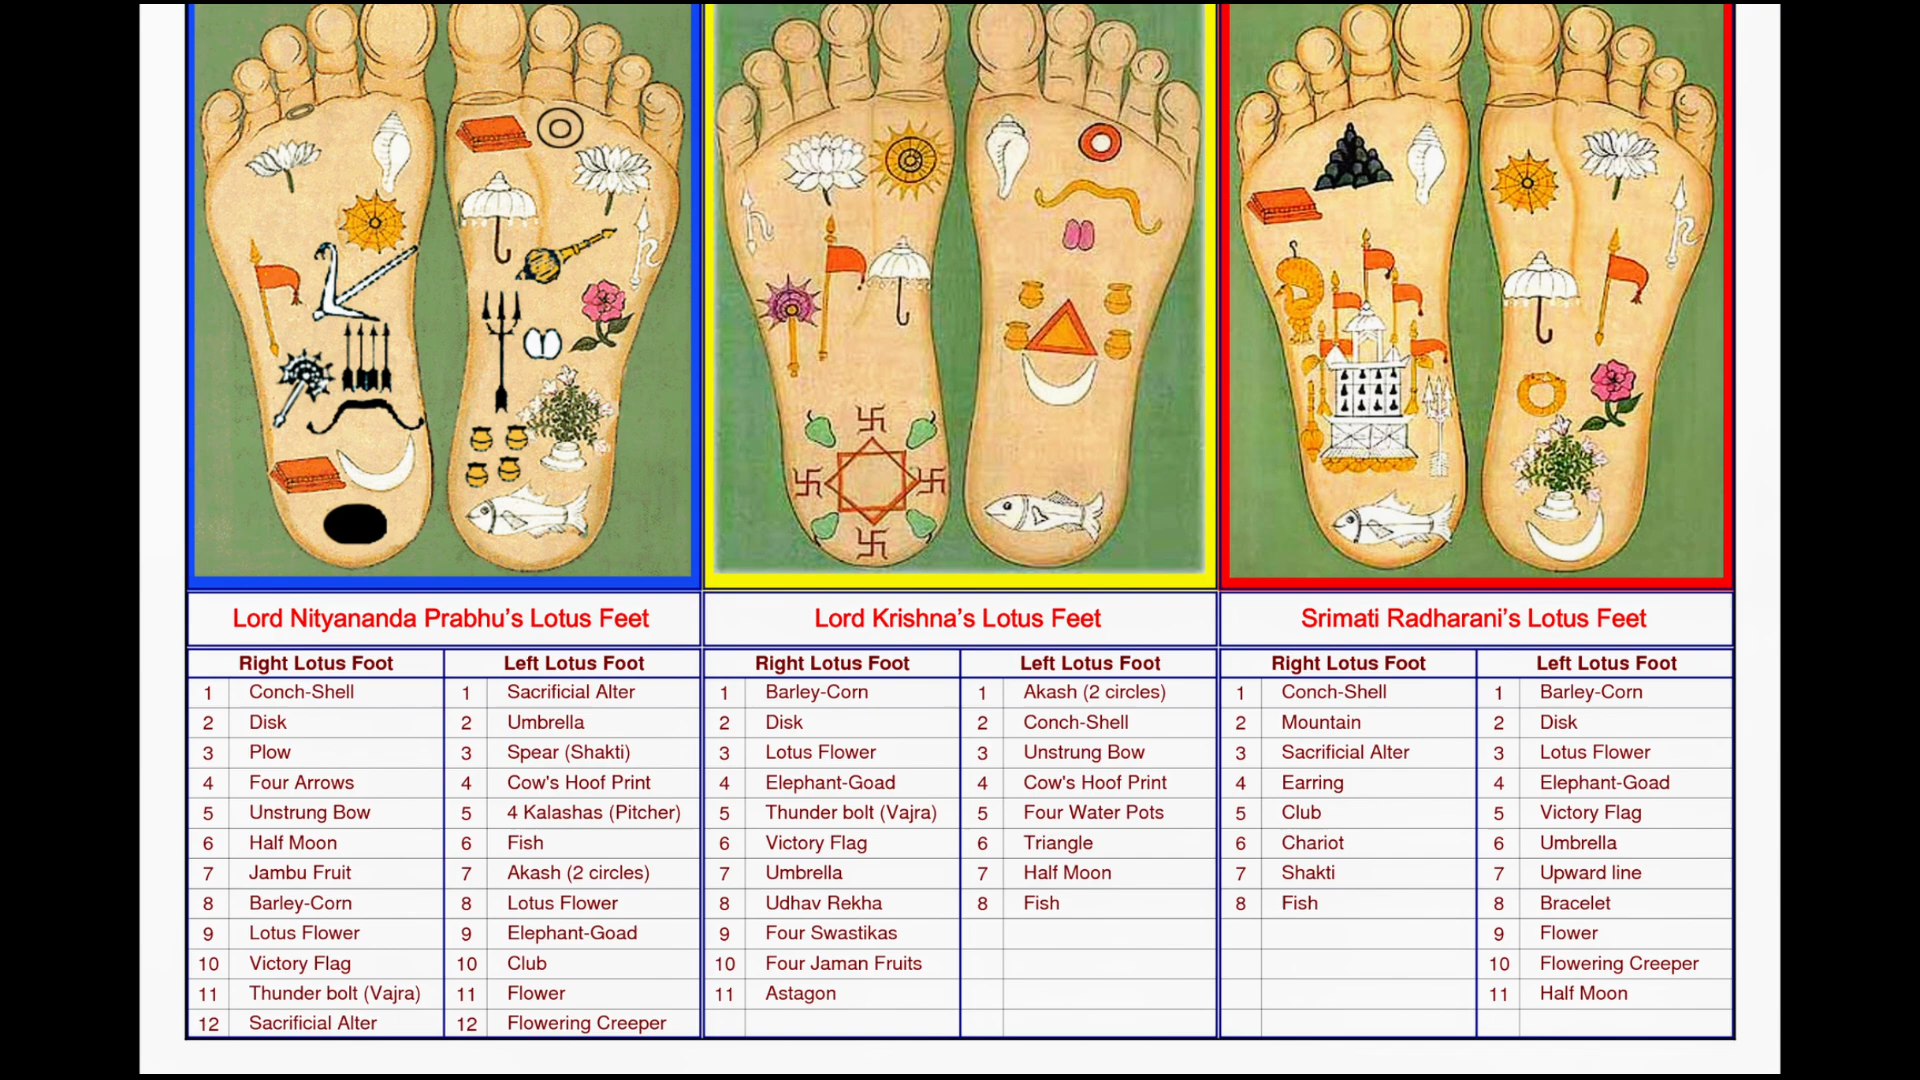 Lord Nityananda Prabhu's Lotus Feet
Right Lotus Foot
1 Conch-Shell
2 Disk
3 Plow
4 Four Arrows
5 Unstrung Bow
6 Half Moon
7 Jambu Fruit
8 Barley-Corn
9 Lotus Flower
10 Victory Flag
11 Thunder bolt (Vajra)
12 Sacrificial Alter
Left Lotus Foot
1 Sacrificial Alter
2 Umbrella
3 Spear (Shakti)
4 Cow's Hoof Print
5 4 Kalashas (Pitcher)
6 Fish
7 Akash (2 circles)
8 Lotus Flower
9 Elephant-Goad
10 Club
11 Flower
12 Flowering Creeper
Lord Krishna's Lotus Feet
Right Lotus Foot
1 Barley-Corn
2 Disk
3 Lotus Flower
4 Elephant-Goad
5 Thunder bolt (Vajra)
6 Victory Flag
7 Umbrella
8 Udhav Rekha
9 Four Swastikas
10 Four Jaman Fruits
11 Astagon
Left Lotus Foot
1 Akash (2 circles)
2 Conch-Shell
3 Unstrung Bow
4 Cow's Hoof Print
5 Four Water Pots
6 Triangle
7 Half Moon
8 Fish
Srimati Radharani's Lotus Feet
Right Lotus Foot
1 Conch-Shell
2 Mountain
3 Sacrificial Alter
4 Earring
5 Club
6 Chariot
7 Shakti
8 Fish
Left Lotus Foot
1 Barley-Corn
2 Disk
3 Lotus Flower
4 Elephant-Goad
5 Victory Flag
6 Umbrella
7 Upward line
8 Bracelet
9 Flower
10 Flowering Creeper
11 Half Moon